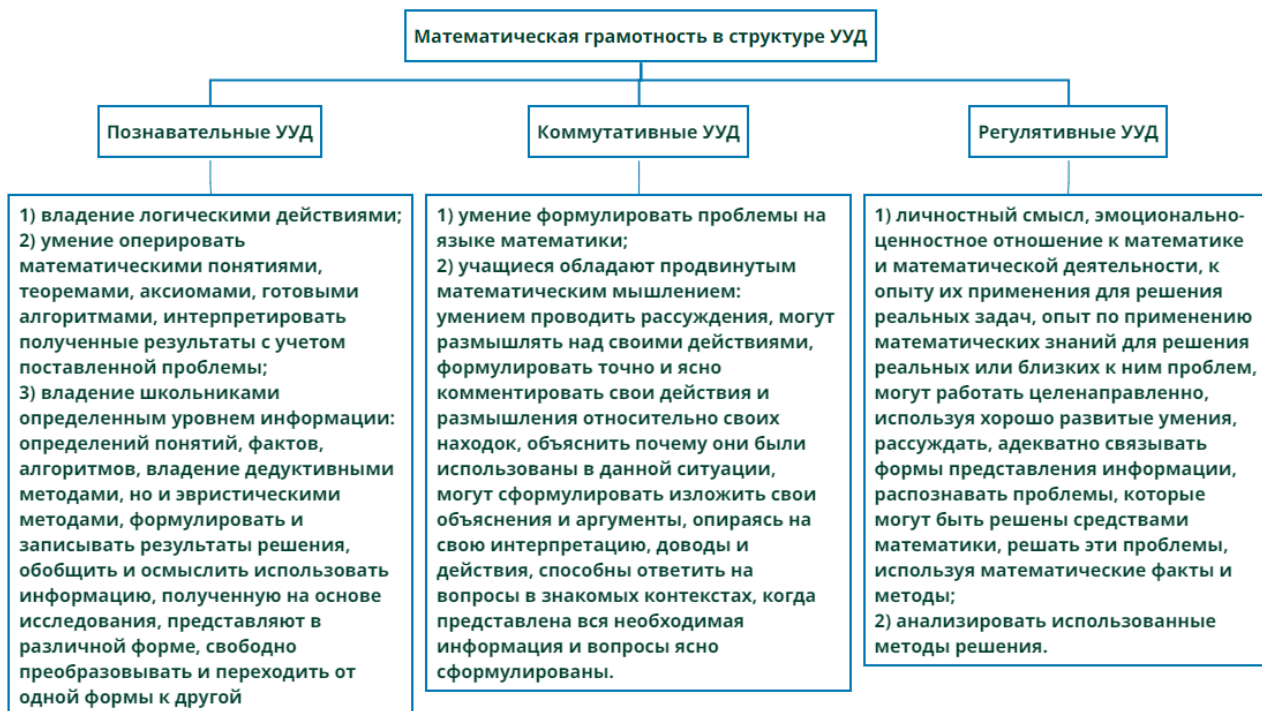 Математическая грамотность в структуре УУД
Познавательные УУД
Коммутативные УУД
Регулятивные УУД
1) владение логическими действиями;
2) умение оперировать
математическими понятиями,
теоремами, аксиомами, готовыми
алгоритмами, интерпретировать
полученные результаты с учетом
поставленной проблемы;
3) владение школьниками
определенным уровнем информации:
определений понятий, фактов,
алгоритмов, владение дедуктивными
методами, но и эвристическими
методами, формулировать и
записывать результаты решения,
обобщить и осмыслить использовать
информацию, полученную на основе
исследования, представляют в
различной форме, свободно
преобразовывать и переходить от
одной формы к другой
1) умение формулировать проблемы на
языке математики;
2) учащиеся обладают продвинутым
математическим мышлением:
умением проводить рассуждения, могут
размышлять над своими действиями,
формулировать точно и ясно
комментировать свои действия и
размышления относительно своих
находок, объяснить почему они были
использованы в данной ситуации,
могут сформулировать изложить свои
объяснения и аргументы, опираясь на
свою интерпретацию, доводы и
действия, способны ответить на
вопросы в знакомых контекстах, когда
представлена вся необходимая
информация и вопросы ясно
сформулированы.
1) личностный смысл, эмоционально-
ценностное отношение к математике
и математической деятельности, к
опыту их применения для решения
реальных задач, опыт по применению
математических знаний для решения
реальных или близких к ним проблем,
могут работать целенаправленно,
используя хорошо развитые умения,
рассуждать, адекватно связывать
формы представления информации,
распознавать проблемы, которые
могут быть решены средствами
математики, решать эти проблемы,
используя математические факты и
методы;
2) анализировать использованные
методы решения.